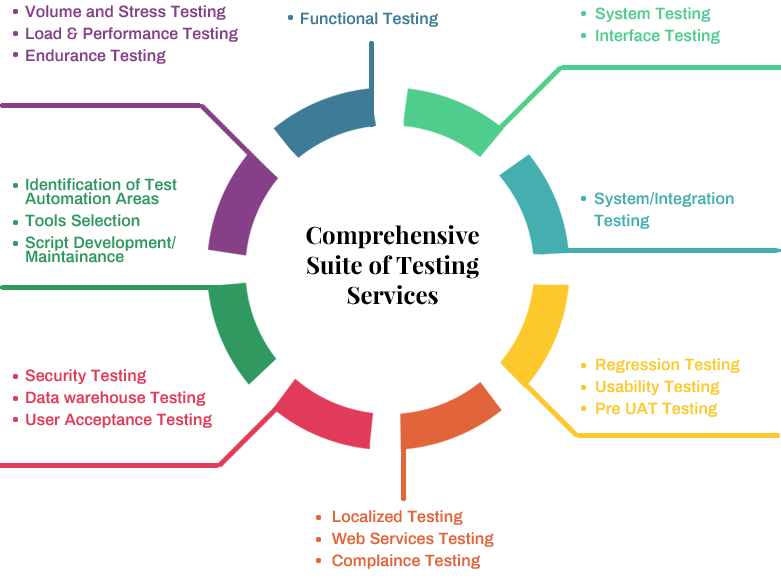 Volume and Stress Testing
Load & Performance Testing
Endurance Testing
Functional Testing
System Testing
Interface Testing
Identification of Test
Automation Areas
Tools Selection
Script Development/
Maintainance
System/Integration
Testing
Comprehensive
Suite of Testing
Services
Security Testing
Data warehouse Testing
User Acceptance Testing
Regression Testing
Usability Testing
Pre UAT Testing
Localized Testing
Web Services Testing
Complaince Testing